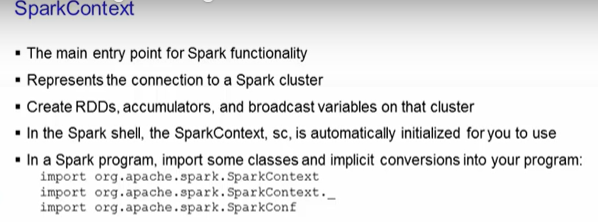 SparkContext
▪ The main entry point for Spark functionality
▪ Represents the connection to a Spark cluster
▪ Create RDDs, accumulators, and broadcast variables on that cluster
▪ In the Spark shell, the SparkContext, sc, is automatically initialized for you to use
▪ In a Spark program, import some classes and implicit conversions into your program:
import org.apache.spark.SparkContext
import org.apache.spark.SparkContext._
import org.apache.spark.SparkConf